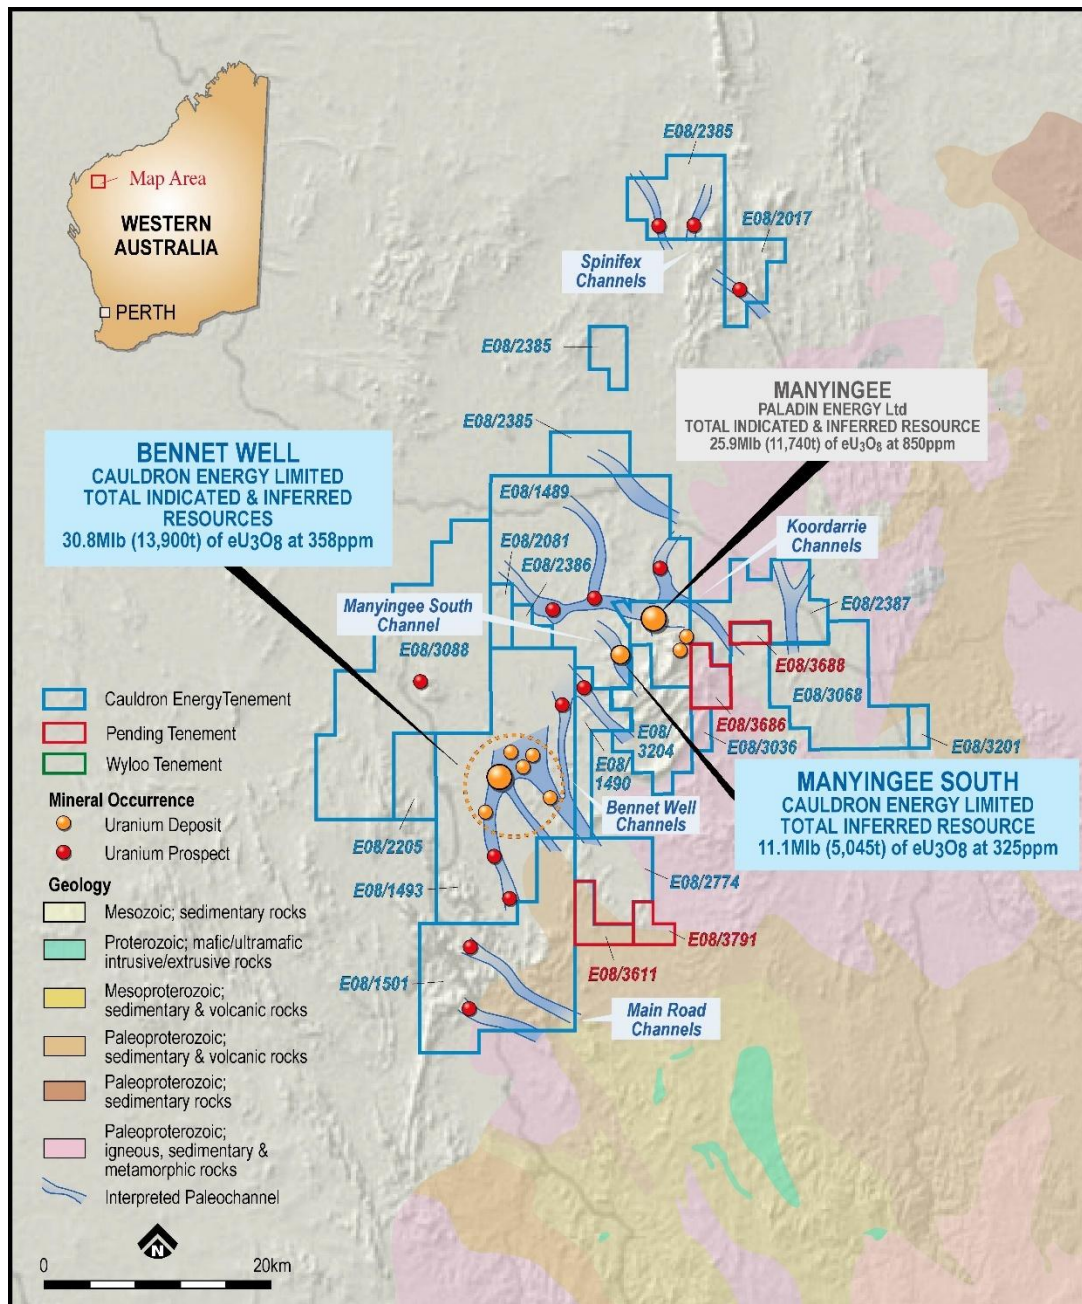 Map Area
WESTERN
AUSTRALIA
PERTH
E08/2385
E08/2017
Spinifex
Channels
E08/2385
MANYINGEE
PALADIN ENERGY Ltd
TOTAL INDICATED & INFERRED RESOURCE
25.9Mlb (11,740t) of eU₃O₈ at 850ppm
E08/2385
BENNET WELL
CAULDRON ENERGY LIMITED
TOTAL INDICATED & INFERRED
RESOURCES
30.8Mlb (13,900t) of eU₃O₈ at 358ppm
E08/1489
Koordarrie
Channels
E08/2081
E08/2386
Manyingee South
Channel
E08/2387
E08/3088
E08/3688
E08/3068
E08/3686
E08/
3204
E08/3036
E08/3201
E08/
1490
Bennet Well
Channels
MANYINGEE SOUTH
CAULDRON ENERGY LIMITED
TOTAL INFERRED RESOURCE
11.1Mlb (5,045t) of eU₃O₈ at 325ppm
E08/2205
E08/1493
E08/2774
E08/3791
E08/3611
E08/1501
Main Road
Channels
Cauldron EnergyTenement
Pending Tenement
Wyloo Tenement
Mineral Occurrence
Uranium Deposit
Uranium Prospect
Geology
Mesozoic; sedimentary rocks
Proterozoic; mafic/ultramafic
intrusive/extrusive rocks
Mesoproterozoic;
sedimentary & volcanic rocks
Paleoproterozoic;
sedimentary & volcanic rocks
Paleoproterozoic;
sedimentary rocks
Paleoproterozoic;
igneous, sedimentary &
metamorphic rocks
Interpreted Paleochannel
N
0 20km